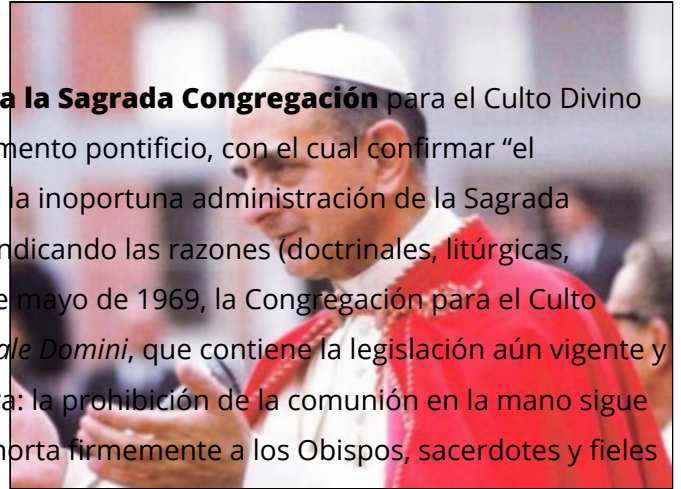 a la Sagrada Congregación para el Culto Divino
mento pontificio, con el cual confirmar “el
la inoportuna administración de la Sagrada
ndicando las razones (doctrinales, litúrgicas,
e mayo de 1969, la Congregación para el Culto
ale Domini, que contiene la legislación aún vigente y
ra: la prohibición de la comunión en la mano sigue
horta firmemente a los Obispos, sacerdotes y fieles